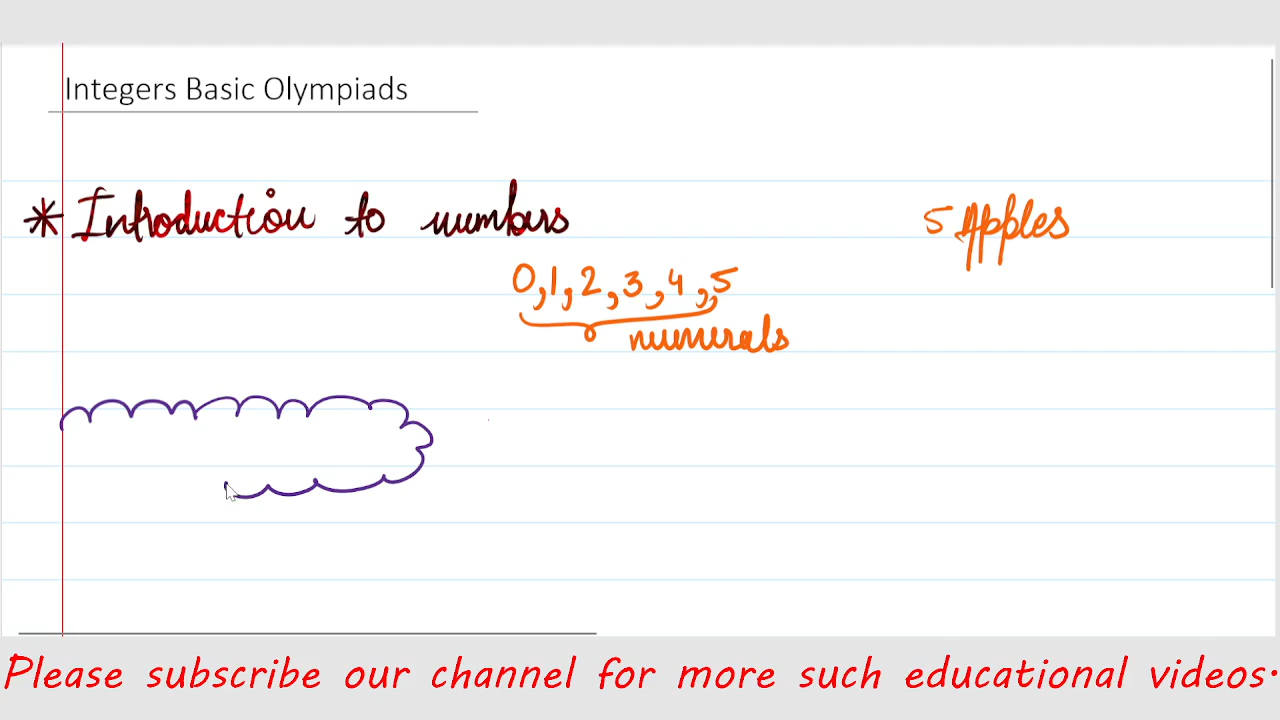 Integers Basic Olympiads
* Introduction to numbers
5 Apples
0, 1, 2, 3, 4, 5
numerals
Please subscribe our channel for more such educational videos.